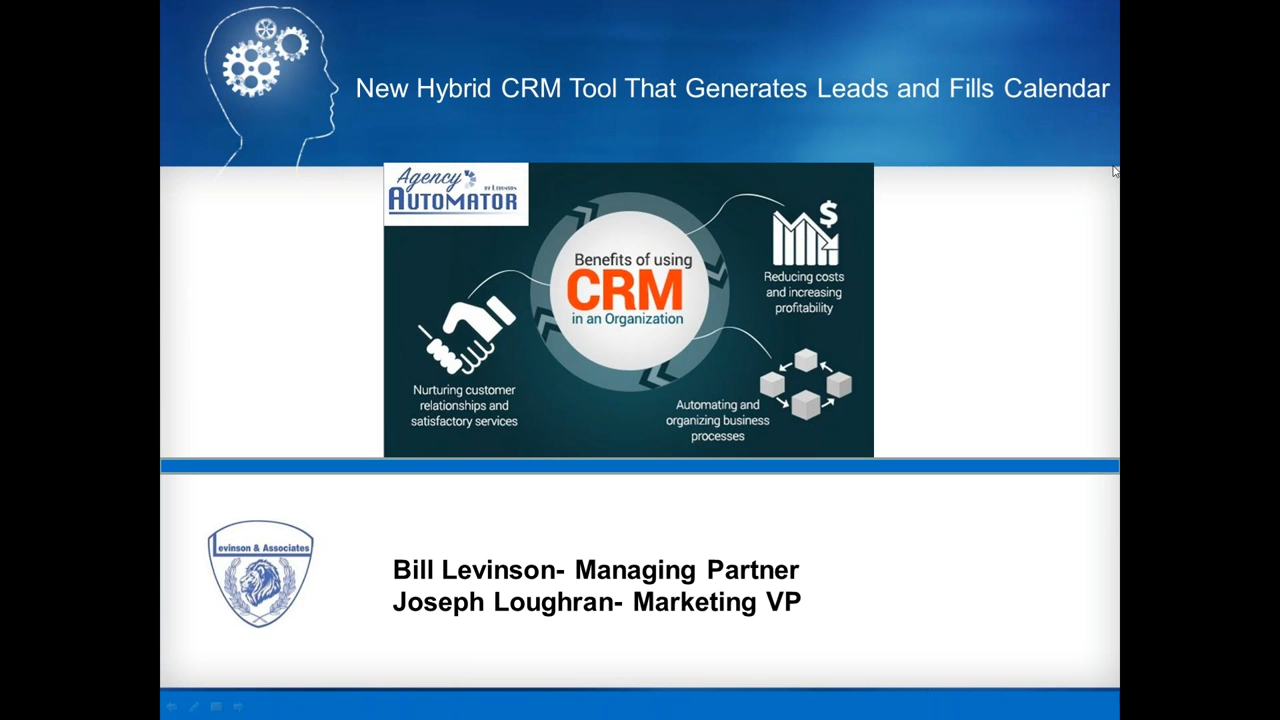 New Hybrid CRM Tool That Generates Leads and Fills Calendar
Agency
BY LEVINSON
AUTOMATOR
Benefits of using
CRM
in an Organization
$
Reducing costs
and increasing
profitability
Nurturing customer
relationships and
satisfactory services
Automating and
organizing business
processes
Levinson & Associates
Bill Levinson- Managing Partner
Joseph Loughran- Marketing VP